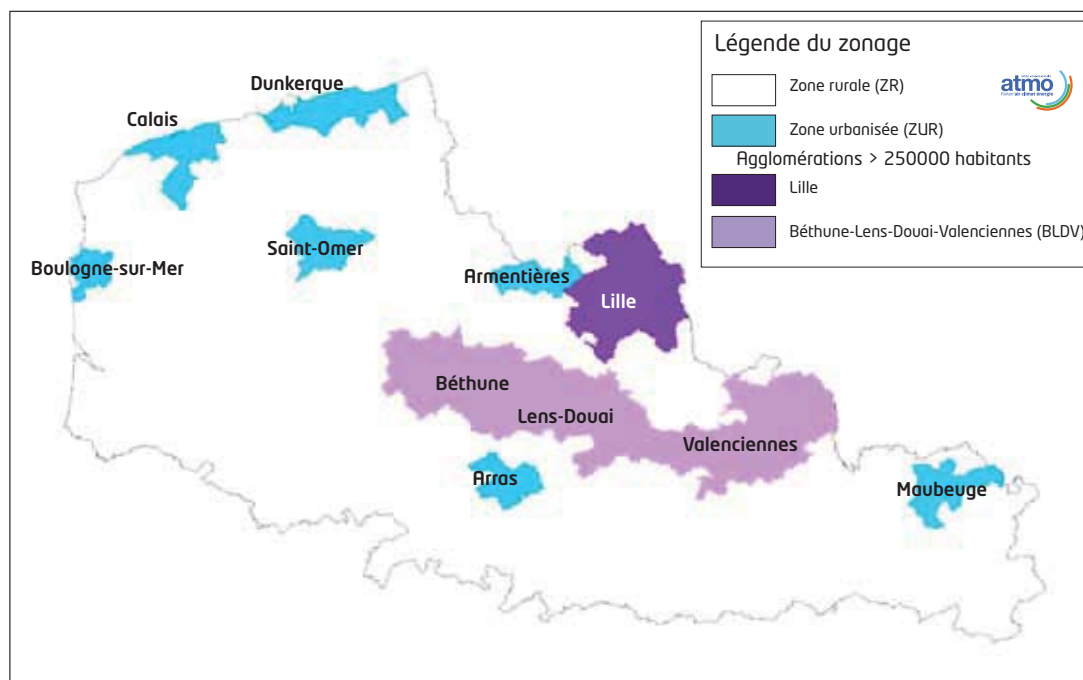 Légende du zonage
Zone rurale (ZR)
atmo
Zone urbanisée (ZUR)
Agglomérations > 250000 habitants
Lille
Béthune-Lens-Douai-Valenciennes (BLDV)
Dunkerque
Calais
Saint-Omer
Boulogne-sur-Mer
Armentières
Lille
Béthune
Lens-Douai
Valenciennes
Arras
Maubeuge